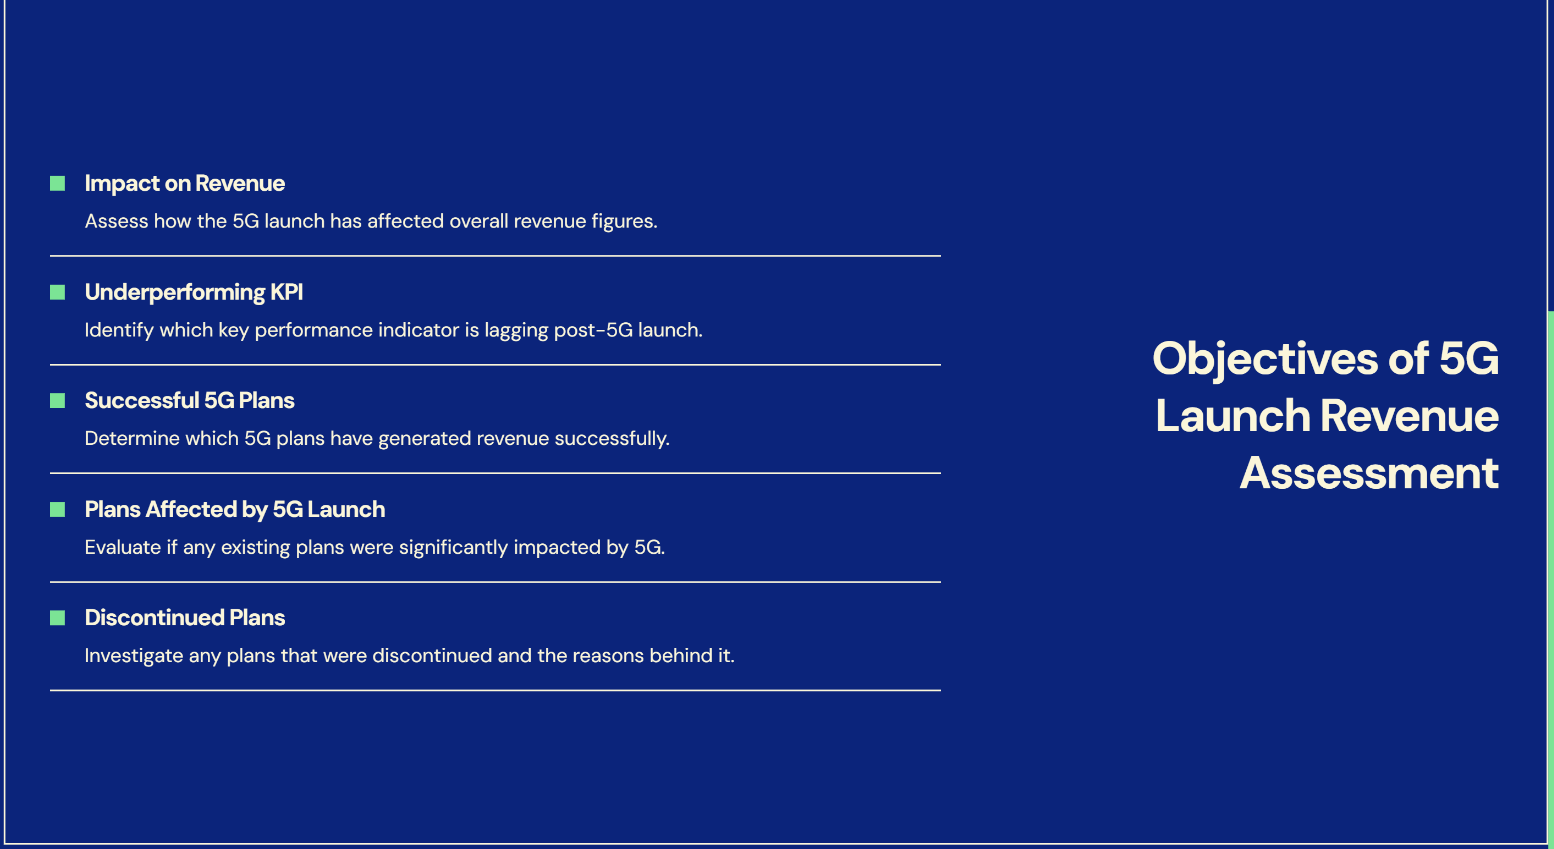 Impact on Revenue
Assess how the 5G launch has affected overall revenue figures.
Underperforming KPI
Identify which key performance indicator is lagging post-5G launch.
Successful 5G Plans
Determine which 5G plans have generated revenue successfully.
Plans Affected by 5G Launch
Evaluate if any existing plans were significantly impacted by 5G.
Discontinued Plans
Investigate any plans that were discontinued and the reasons behind it.
Objectives of 5G
Launch Revenue
Assessment